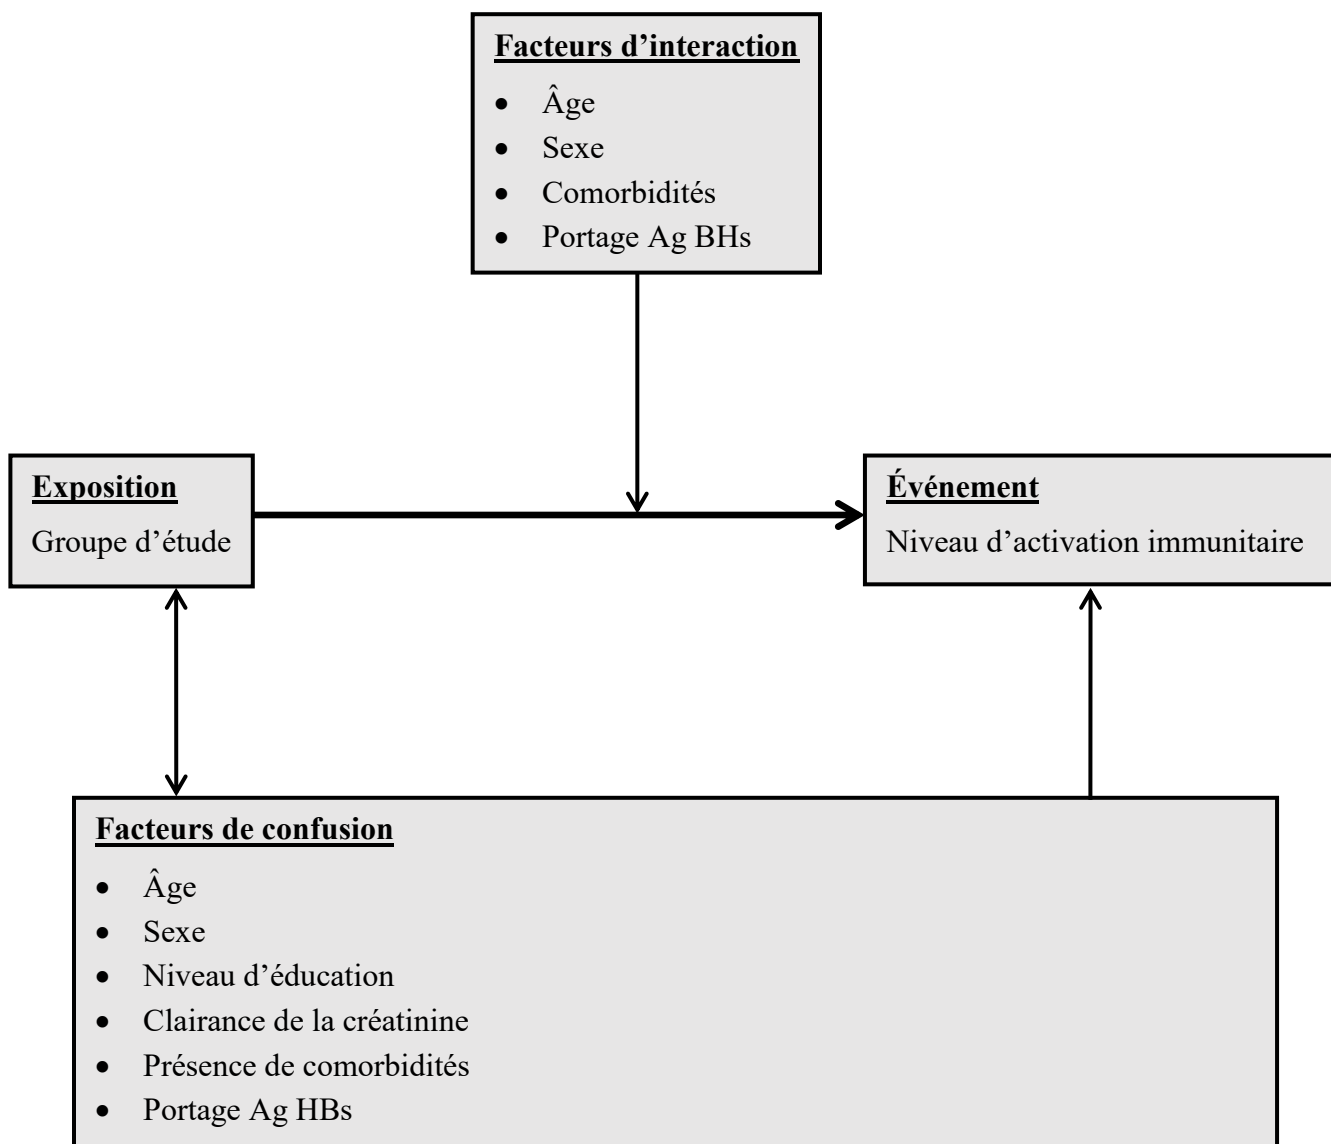 Facteurs d’interaction
• Âge
• Sexe
• Comorbidités
• Portage Ag BHs
Exposition
Groupe d’étude
Événement
Niveau d’activation immunitaire
Facteurs de confusion
• Âge
• Sexe
• Niveau d’éducation
• Clairance de la créatinine
• Présence de comorbidités
• Portage Ag HBs